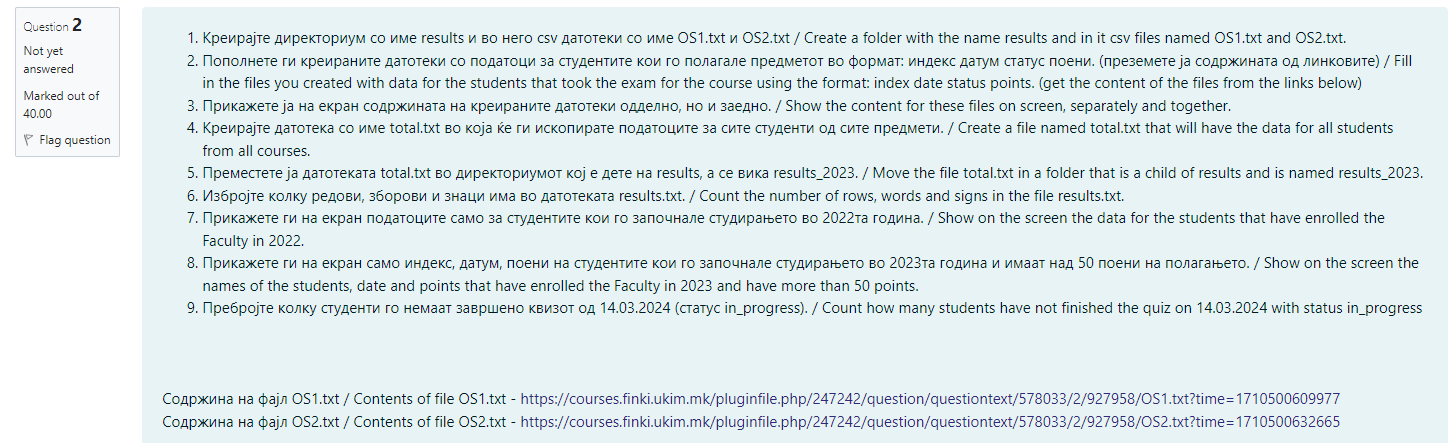 Question 2
Not yet
answered
Marked out of
40.00
Flag question
1. Креирајте директориум со име results и во него csv датотеки со име OS1.txt и OS2.txt / Create a folder with the name results and in it csv files named OS1.txt and OS2.txt.
2. Пополнете ги креираните датотеки со податоци за студентите кои го полагале предметот во формат: индекс датум статус поени. (преземете ја содржината од линковите) / Fill
in the files you created with data for the students that took the exam for the course using the format: index date status points. (get the content of the files from the links below)
3. Прикажете ја на екран содржината на креираните датотеки одделно, но и заедно. / Show the content for these files on screen, separately and together.
4. Креирајте датотека со име total.txt во која ќе ги ископирате податоците за сите студенти од сите предмети. / Create a file named total.txt that will have the data for all students
from all courses.
5. Преместете ја датотеката total.txt во директориумот кој е дете на results, а се вика results_2023. / Move the file total.txt in a folder that is a child of results and is named results_2023.
6. Избројте колку редови, зборови и знаци има во датотеката results.txt. / Count the number of rows, words and signs in the file results.txt.
7. Прикажете ги на екран податоците само за студентите кои го започнале студирањето во 2022та година. / Show on the screen the data for the students that have enrolled the
Faculty in 2022.
8. Прикажете ги на екран само индекс, датум, поени на студентите кои го започнале студирањето во 2023та година и имаат над 50 поени на полагањето. / Show on the screen the
names of the students, date and points that have enrolled the Faculty in 2023 and have more than 50 points.
9. Пребројте колку студенти го немаат завршено квизот од 14.03.2024 (статус in_progress). / Count how many students have not finished the quiz on 14.03.2024 with status in_progress
Содржина на фајл OS1.txt / Contents of file OS1.txt - https://courses.finki.ukim.mk/pluginfile.php/247242/question/questiontext/578033/2/927958/OS1.txt?time=1710500609977
Содржина на фајл OS2.txt / Contents of file OS2.txt - https://courses.finki.ukim.mk/pluginfile.php/247242/question/questiontext/578033/2/927958/OS2.txt?time=1710500632665